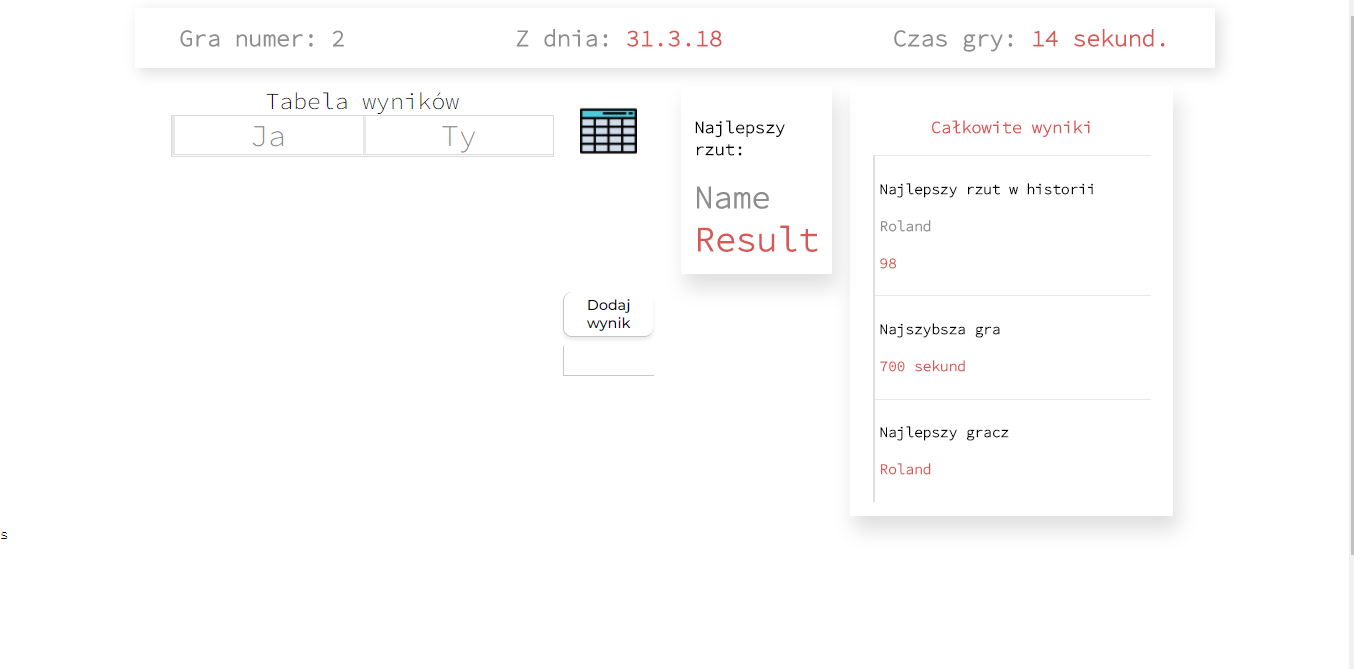 Gra numer: 2
Z dnia: 31.3.18
Czas gry: 14 sekund.
Tabela wyników
Ja
Ty
Dodaj
wynik
Najlepszy
rzut:
Name
Result
Całkowite wyniki
Najlepszy rzut w historii
Roland
98
Najszybsza gra
700 sekund
Najlepszy gracz
Roland
s